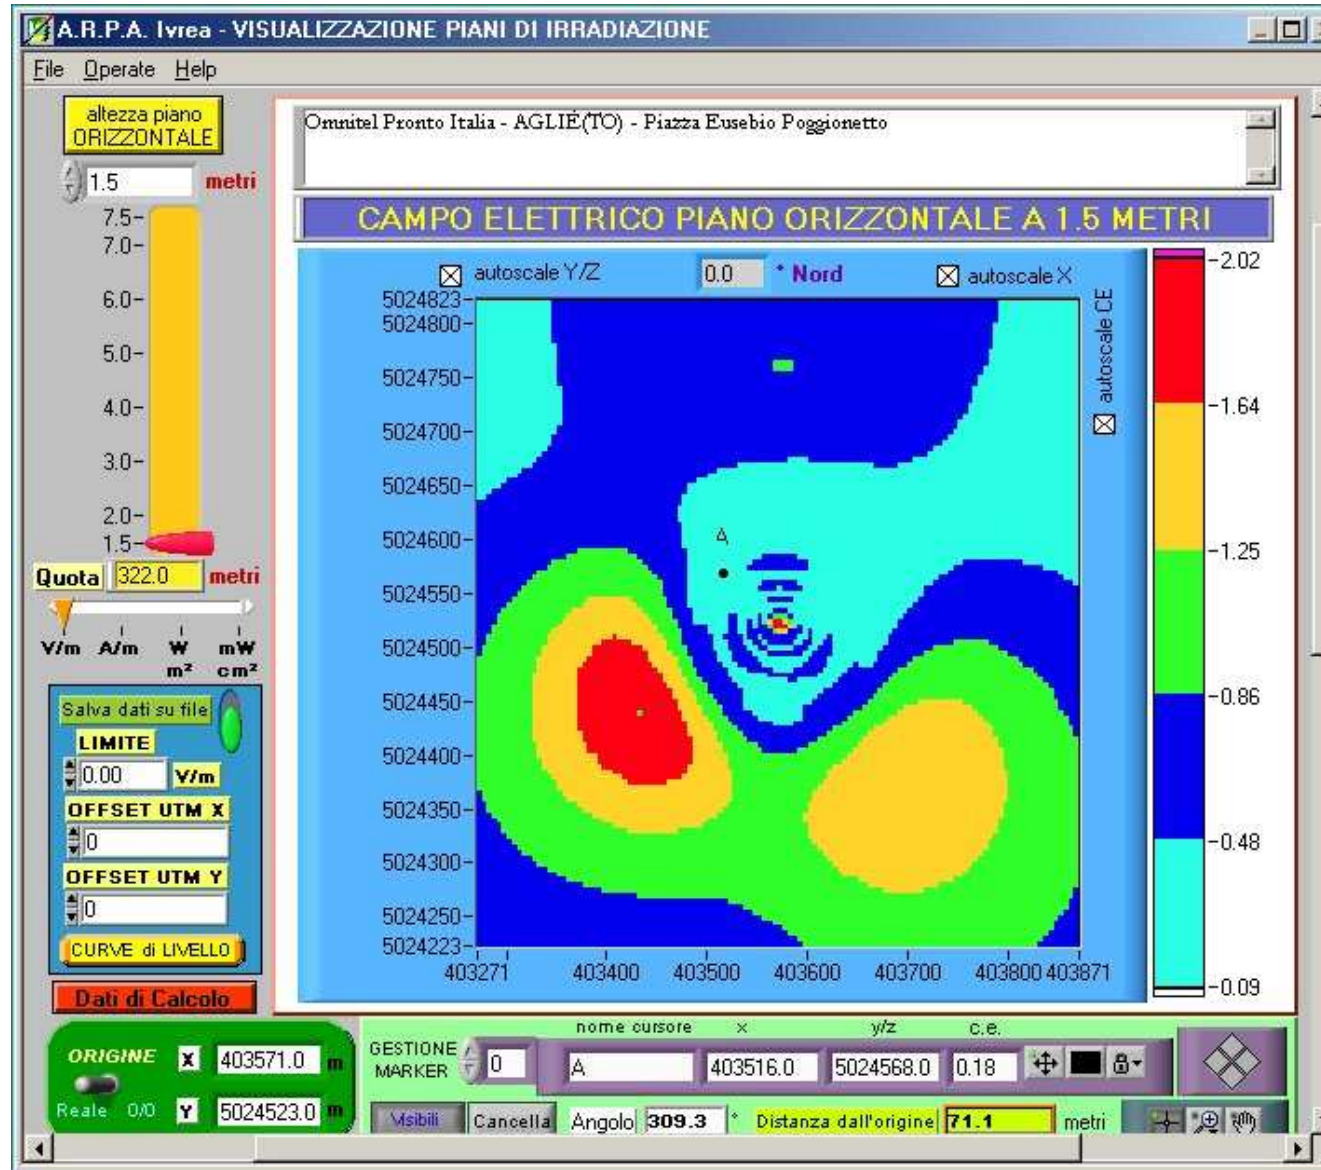 A.R.P.A. Ivrea - VISUALIZZAZIONE PIANI DI IRRADIAZIONE
File Operate Help
altezza piano
ORIZZONTALE
1.5 metri
7.5
7.0
6.0
5.0
4.0
3.0
2.0
1.5
Quota 322.0 metri
V/m A/m W mW
m² cm²
Salva dati su file
LIMITE
0.00 V/m
OFFSET UTM X
0
OFFSET UTM Y
0
CURVE di LIVELLO
Dati di Calcolo
Omnitel Pronto Italia - AGLIÈ(TO) - Piazza Eusebio Poggionetto
CAMPO ELETTRICO PIANO ORIZZONTALE A 1.5 METRI
autoscale Y/Z 0.0 ° Nord autoscale X
autoscale CE
5024823
5024800
5024750
5024700
5024650
5024600
5024550
5024500
5024450
5024400
5024350
5024300
5024250
5024223
403271 403400 403500 403600 403700 403800 403871
A
2.02
1.64
1.25
0.86
0.48
0.09
ORIGINE X 403571.0 m
Reale 0/0 Y 5024523.0 m
nome cursore x y/z c.e.
GESTIONE
MARKER 0 A 403516.0 5024568.0 0.18
Visibili Cancella Angolo 309.3 ° Distanza dall'origine 71.1 metri